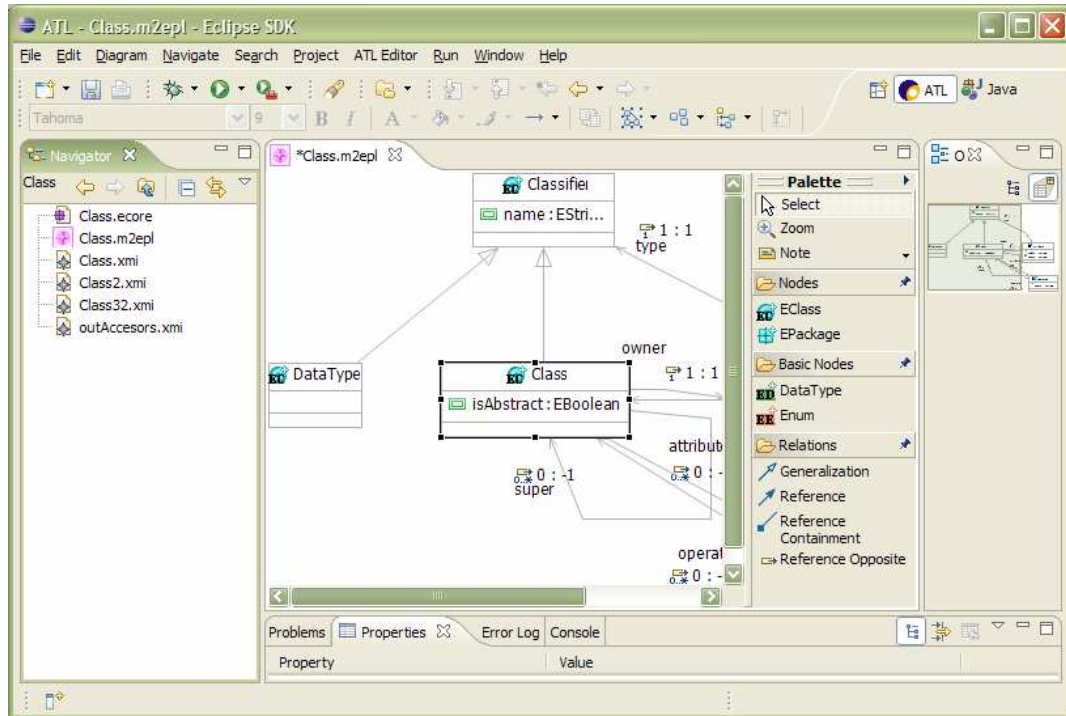 ATL - Class.m2epl - Eclipse SDK
File Edit Diagram Navigate Search Project ATL Editor Run Window Help
ATL Java
Tahoma 9 B I A
Navigator
Class
Class.ecore
Class.m2epl
Class.xmi
Class2.xmi
Class32.xmi
outAccesors.xmi
*Class.m2epl
Classifier
name : EStri...
1 : 1
type
DataType
owner
Class
1 : 1
isAbstract : EBoolean
attribut
0 : -1
super
0 : -
operat
0 : -
Palette
Select
Zoom
Note
Nodes
EClass
EPackage
Basic Nodes
DataType
Enum
Relations
Generalization
Reference
Reference
Containment
Reference Opposite
O
Problems Properties Error Log Console
Property Value